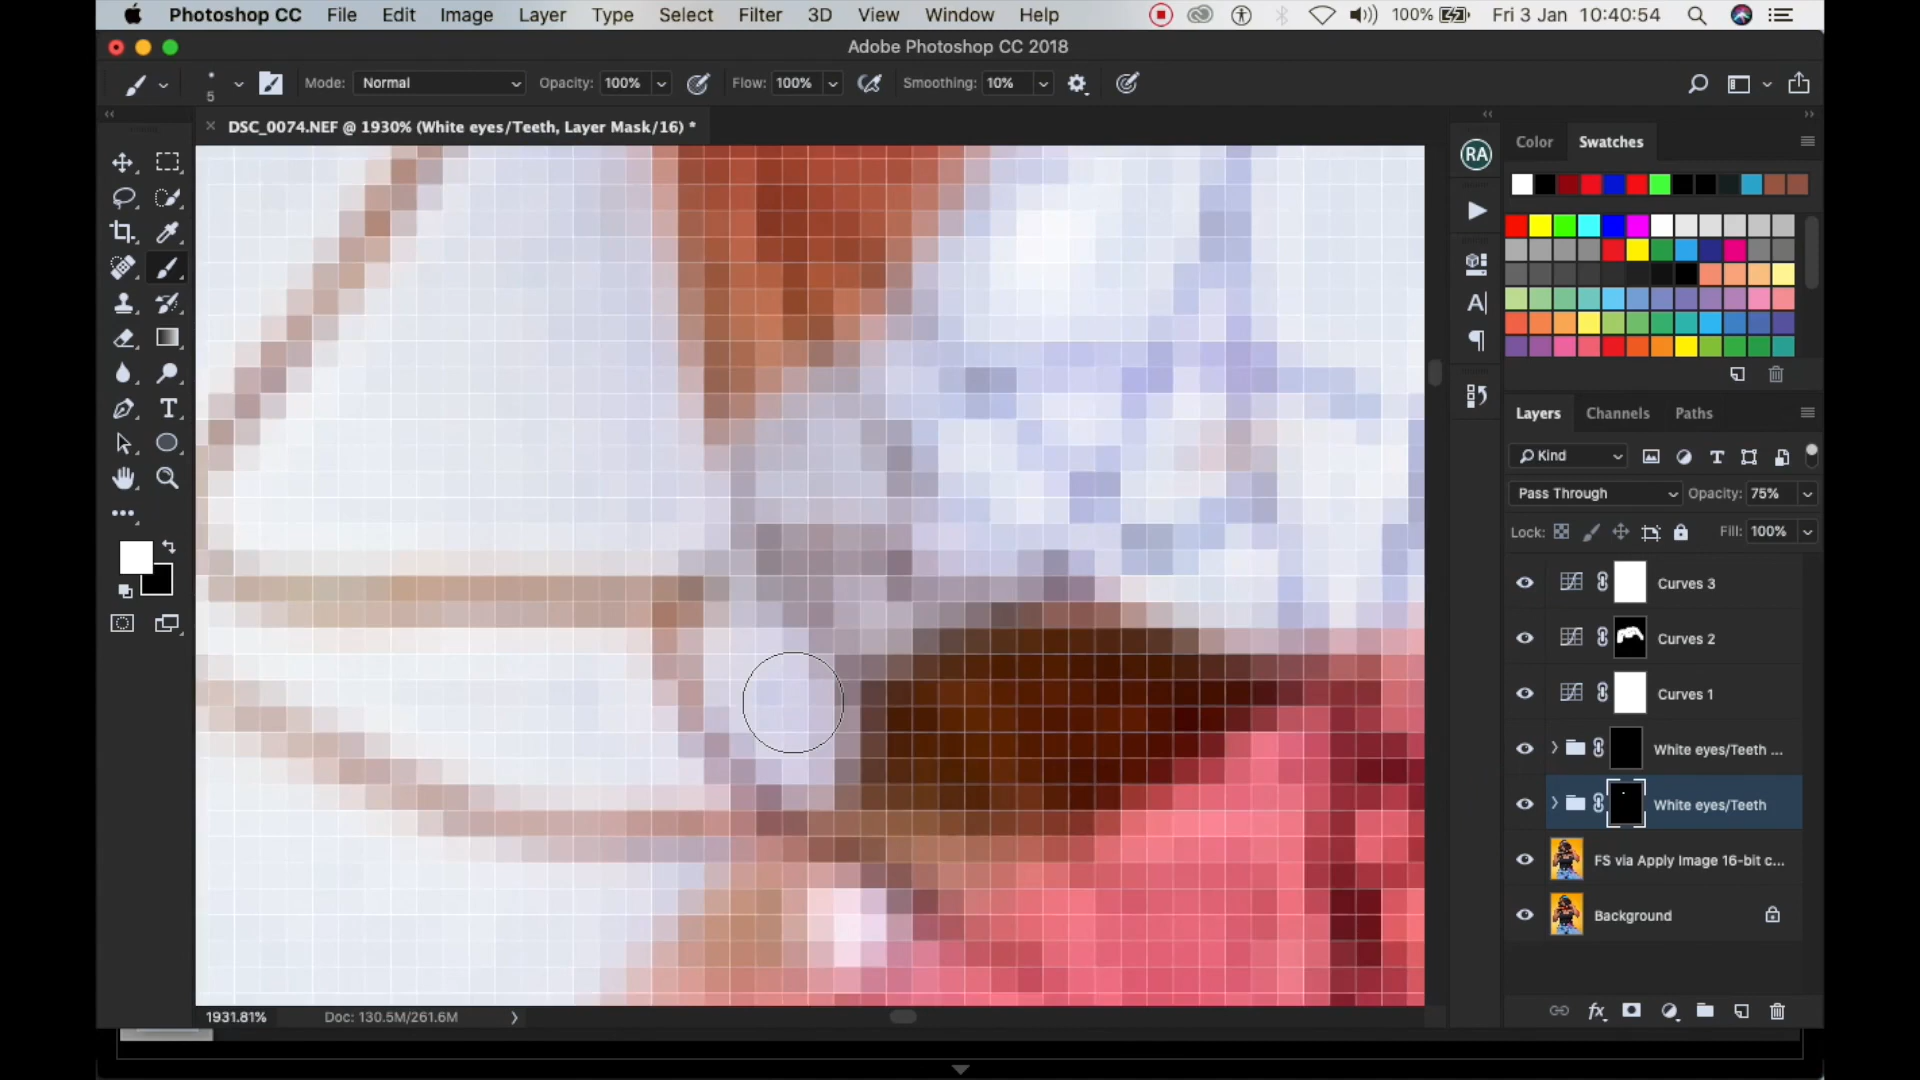 Photoshop CC File Edit Image Layer Type Select Filter 3D View Window Help 100% Fri 3 Jan 10:40:54
Adobe Photoshop CC 2018
5 Mode: Normal Opacity: 100% Flow: 100% Smoothing: 10%
DSC_0074.NEF @ 1930% (White eyes/Teeth, Layer Mask/16) *
RA
Color Swatches
Layers Channels Paths
Kind
Pass Through Opacity: 75%
Lock: Fill: 100%
Curves 3
Curves 2
Curves 1
White eyes/Teeth ...
White eyes/Teeth
FS via Apply Image 16-bit c...
Background
1931.81% Doc: 130.5M/261.6M